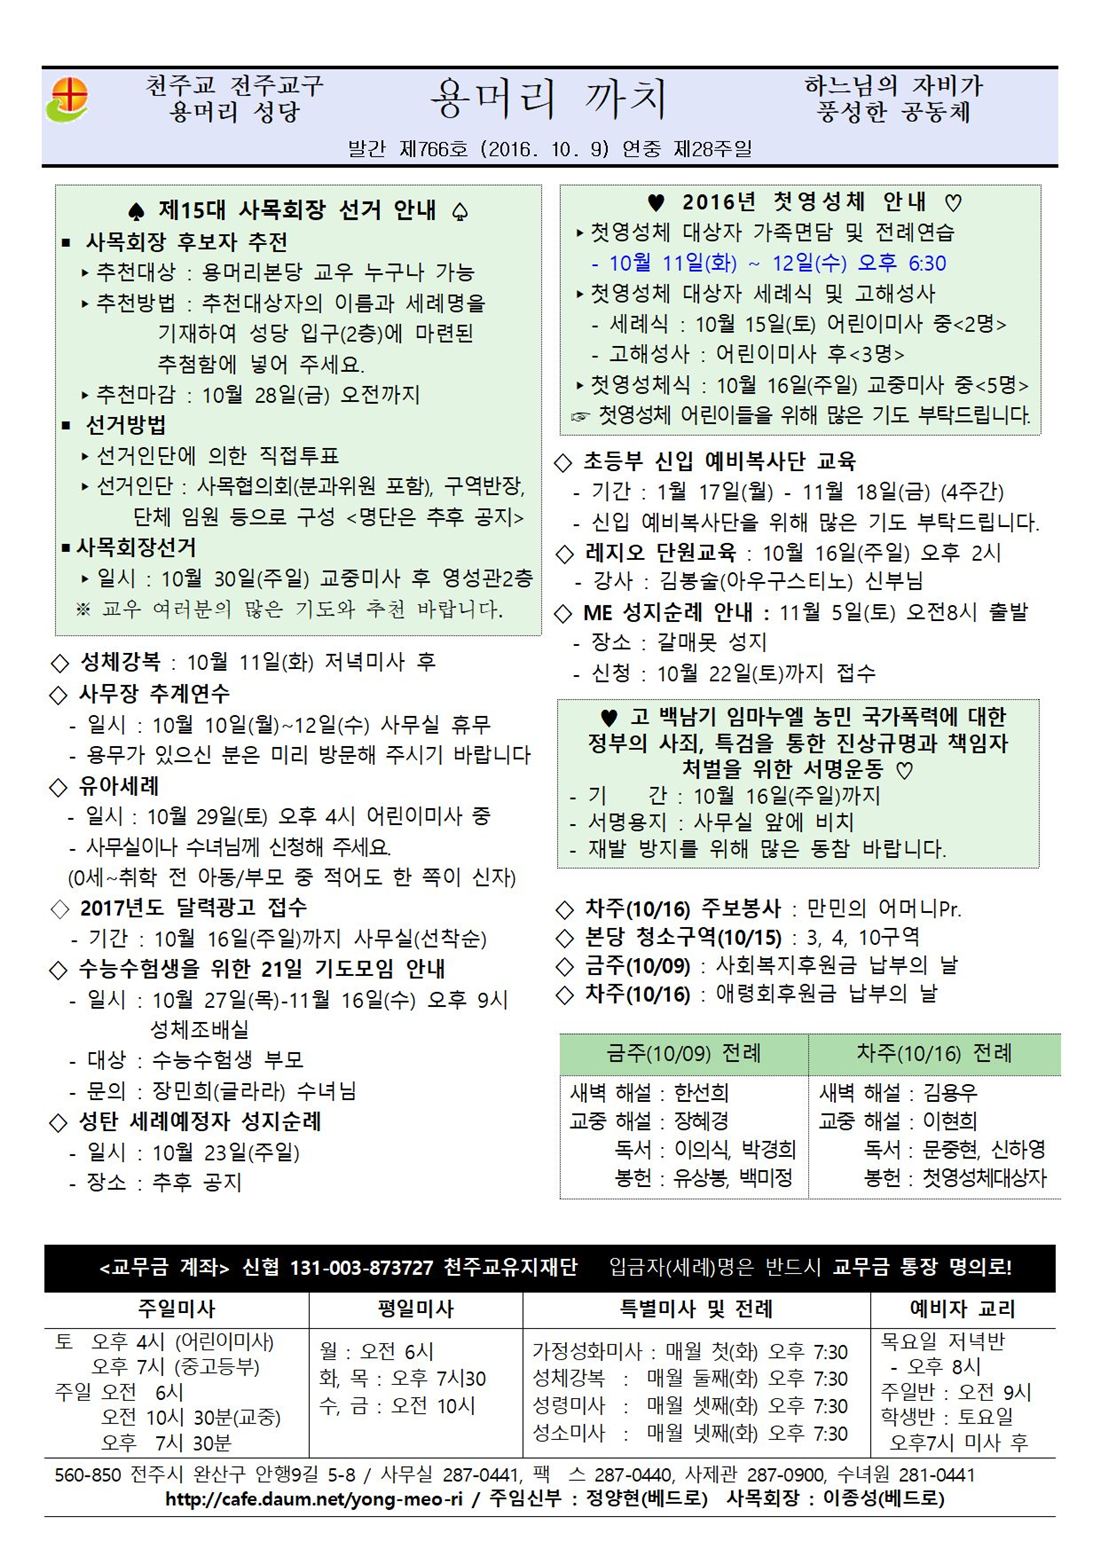 천주교 전주교구
용머리 성당
용머리 까치
하느님의 자비가
풍성한 공동체
발간 제766호 (2016. 10. 9) 연중 제28주일
♠ 제15대 사목회장 선거 안내 ♤
▪ 사목회장 후보자 추전
▸추천대상 : 용머리본당 교우 누구나 가능
▸추천방법 : 추천대상자의 이름과 세례명을
기재하여 성당 입구(2층)에 마련된
추첨함에 넣어 주세요.
▸추천마감 : 10월 28일(금) 오전까지
▪ 선거방법
▸선거인단에 의한 직접투표
▸선거인단 : 사목협의회(분과위원 포함), 구역반장,
단체 임원 등으로 구성 <명단은 추후 공지>
▪사목회장선거
▸일시 : 10월 30일(주일) 교중미사 후 영성관2층
※ 교우 여러분의 많은 기도와 추천 바랍니다.
◇ 성체강복 : 10월 11일(화) 저녁미사 후
◇ 사무장 추계연수
- 일시 : 10월 10일(월)~12일(수) 사무실 휴무
- 용무가 있으신 분은 미리 방문해 주시기 바랍니다
◇ 유아세례
- 일시 : 10월 29일(토) 오후 4시 어린이미사 중
- 사무실이나 수녀님께 신청해 주세요.
(0세~취학 전 아동/부모 중 적어도 한 쪽이 신자)
◇ 2017년도 달력광고 접수
- 기간 : 10월 16일(주일)까지 사무실(선착순)
◇ 수능수험생을 위한 21일 기도모임 안내
- 일시 : 10월 27일(목)-11월 16일(수) 오후 9시
성체조배실
- 대상 : 수능수험생 부모
- 문의 : 장민희(글라라) 수녀님
◇ 성탄 세례예정자 성지순례
- 일시 : 10월 23일(주일)
- 장소 : 추후 공지
♥ 2016년 첫영성체 안내 ♡
▸첫영성체 대상자 가족면담 및 전례연습
- 10월 11일(화) ~ 12일(수) 오후 6:30
▸첫영성체 대상자 세례식 및 고해성사
- 세례식 : 10월 15일(토) 어린이미사 중<2명>
- 고해성사 : 어린이미사 후<3명>
▸첫영성체식 : 10월 16일(주일) 교중미사 중<5명>
☞ 첫영성체 어린이들을 위해 많은 기도 부탁드립니다.
◇ 초등부 신입 예비복사단 교육
- 기간 : 1월 17일(월) - 11월 18일(금) (4주간)
- 신입 예비복사단을 위해 많은 기도 부탁드립니다.
◇ 레지오 단원교육 : 10월 16일(주일) 오후 2시
- 강사 : 김봉술(아우구스티노) 신부님
◇ ME 성지순례 안내 : 11월 5일(토) 오전8시 출발
- 장소 : 갈매못 성지
- 신청 : 10월 22일(토)까지 접수
♥ 고 백남기 임마누엘 농민 국가폭력에 대한
정부의 사죄, 특검을 통한 진상규명과 책임자
처벌을 위한 서명운동 ♡
- 기 간 : 10월 16일(주일)까지
- 서명용지 : 사무실 앞에 비치
- 재발 방지를 위해 많은 동참 바랍니다.
◇ 차주(10/16) 주보봉사 : 만민의 어머니Pr.
◇ 본당 청소구역(10/15) : 3, 4, 10구역
◇ 금주(10/09) : 사회복지후원금 납부의 날
◇ 차주(10/16) : 애령회후원금 납부의 날
금주(10/09) 전례 차주(10/16) 전례
새벽 해설 : 한선희 새벽 해설 : 김용우
교중 해설 : 장혜경 교중 해설 : 이현희
독서 : 이의식, 박경희 독서 : 문중현, 신하영
봉헌 : 유상봉, 백미정 봉헌 : 첫영성체대상자
<교무금 계좌> 신협 131-003-873727 천주교유지재단 입금자(세례)명은 반드시 교무금 통장 명의로!
주일미사 평일미사 특별미사 및 전례 예비자 교리
토 오후 4시 (어린이미사)
오후 7시 (중고등부)
주일 오전 6시
오전 10시 30분(교중)
오후 7시 30분
월 : 오전 6시
화, 목 : 오후 7시30
수, 금 : 오전 10시
가정성화미사 : 매월 첫(화) 오후 7:30
성체강복 : 매월 둘째(화) 오후 7:30
성령미사 : 매월 셋째(화) 오후 7:30
성소미사 : 매월 넷째(화) 오후 7:30
목요일 저녁반
- 오후 8시
주일반 : 오전 9시
학생반 : 토요일
오후7시 미사 후
560-850 전주시 완산구 안행9길 5-8 / 사무실 287-0441, 팩 스 287-0440, 사제관 287-0900, 수녀원 281-0441
http://cafe.daum.net/yong-meo-ri / 주임신부 : 정양현(베드로) 사목회장 : 이종성(베드로)